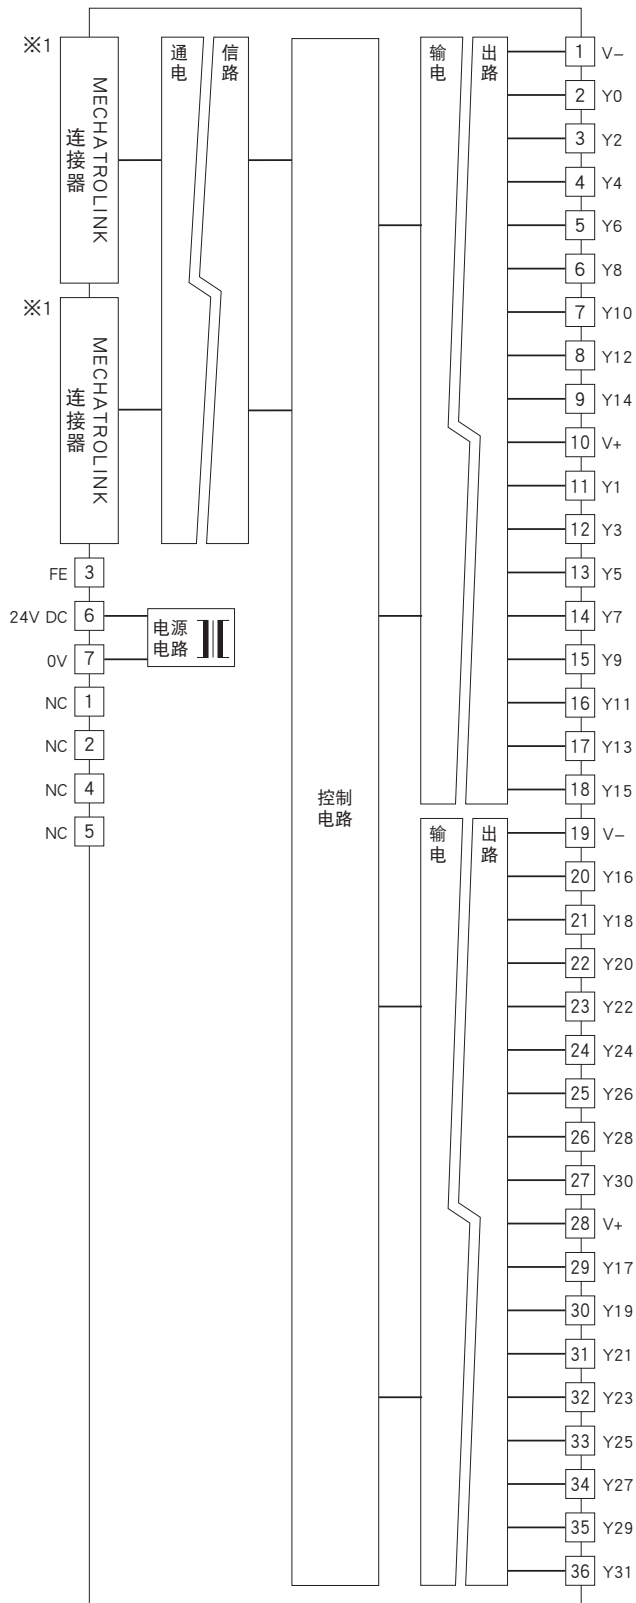 ※1
MECHATROLINK
连接器
通信
电路
※1
MECHATROLINK
连接器
FE 3
24V DC 6
0V 7
NC 1
NC 2
NC 4
NC 5
电源
电路
控制
电路
输出
电路
1 V–
2 Y0
3 Y2
4 Y4
5 Y6
6 Y8
7 Y10
8 Y12
9 Y14
10 V+
11 Y1
12 Y3
13 Y5
14 Y7
15 Y9
16 Y11
17 Y13
18 Y15
输出
电路
19 V–
20 Y16
21 Y18
22 Y20
23 Y22
24 Y24
25 Y26
26 Y28
27 Y30
28 V+
29 Y17
30 Y19
31 Y21
32 Y23
33 Y25
34 Y27
35 Y29
36 Y31